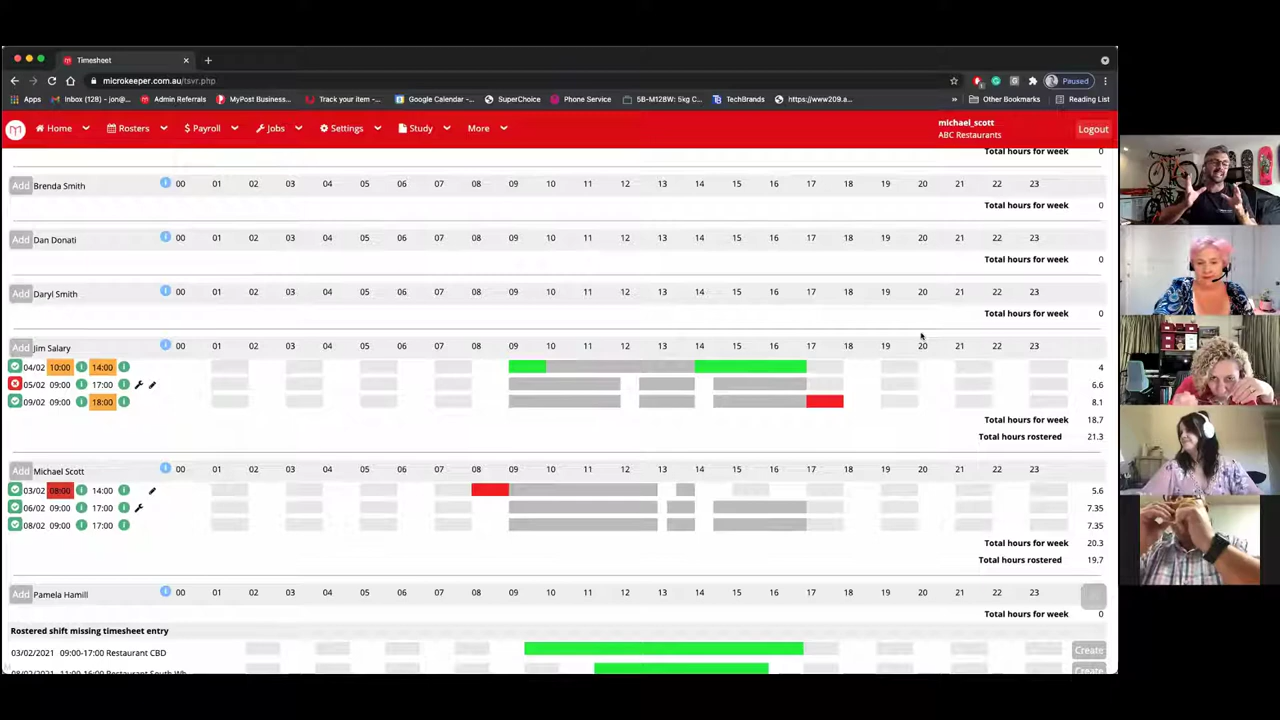 Timesheet
microkeeper.com.au/tsvr.php
Paused
Apps Inbox (128) - jon@... Admin Referrals MyPost Business... Track your item -... Google Calendar -... SuperChoice Phone Service 5B-M128W: 5kg C... TechBrands https://www209.a... » Other Bookmarks Reading List
Home Rosters $ Payroll Jobs Settings Study More michael_scott Logout
ABC Restaurants
Total hours for week 0
Add Brenda Smith 00 01 02 03 04 05 06 07 08 09 10 11 12 13 14 15 16 17 18 19 20 21 22 23
Total hours for week 0
Add Dan Donati 00 01 02 03 04 05 06 07 08 09 10 11 12 13 14 15 16 17 18 19 20 21 22 23
Total hours for week 0
Add Daryl Smith 00 01 02 03 04 05 06 07 08 09 10 11 12 13 14 15 16 17 18 19 20 21 22 23
Total hours for week 0
Add Jim Salary 00 01 02 03 04 05 06 07 08 09 10 11 12 13 14 15 16 17 18 19 20 21 22 23
04/02 10:00 14:00 4
05/02 09:00 17:00 6.6
09/02 09:00 18:00 8.1
Total hours for week 18.7
Total hours rostered 21.3
Add Michael Scott 00 01 02 03 04 05 06 07 08 09 10 11 12 13 14 15 16 17 18 19 20 21 22 23
03/02 08:00 14:00 5.6
06/02 09:00 17:00 7.35
08/02 09:00 17:00 7.35
Total hours for week 20.3
Total hours rostered 19.7
Add Pamela Hamill 00 01 02 03 04 05 06 07 08 09 10 11 12 13 14 15 16 17 18 19 20 21 22 23
Total hours for week 0
Rostered shift missing timesheet entry
03/02/2021 09:00-17:00 Restaurant CBD Create
08/02/2021 11:00-16:00 Restaurant South Wh Create